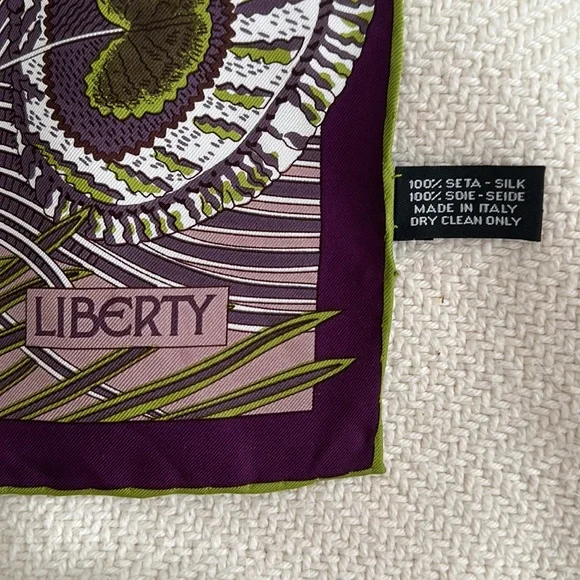 100% SETA - SILK
100% SOIE - SEIDE
MADE IN ITALY
DRY CLEAN ONLY
LIBERTY